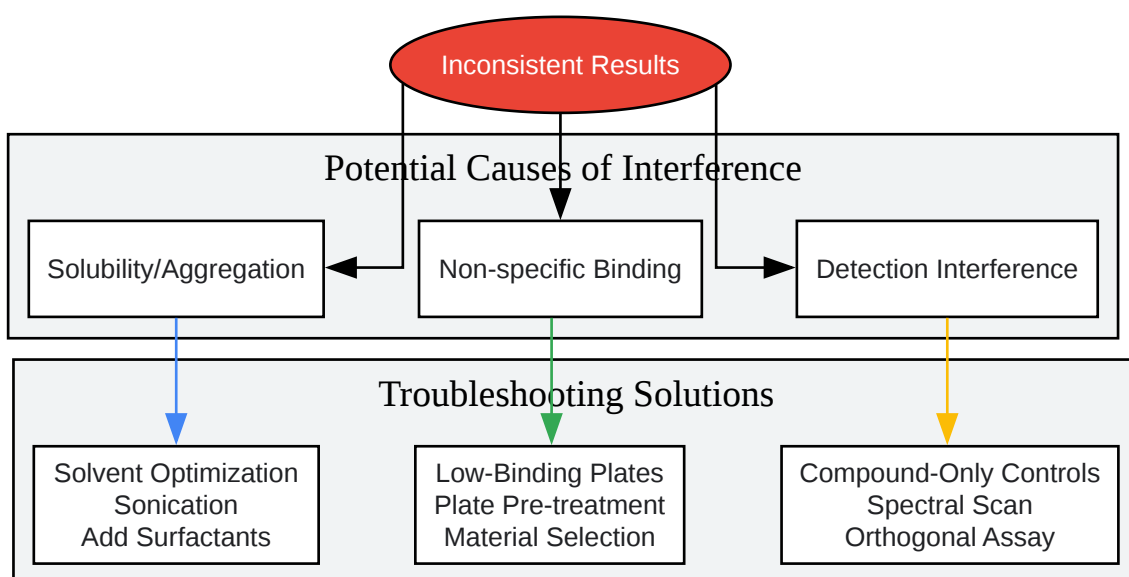 Inconsistent Results
Potential Causes of Interference
Solubility/Aggregation
Non-specific Binding
Detection Interference
Troubleshooting Solutions
Solvent Optimization
Sonication
Add Surfactants
Low-Binding Plates
Plate Pre-treatment
Material Selection
Compound-Only Controls
Spectral Scan
Orthogonal Assay